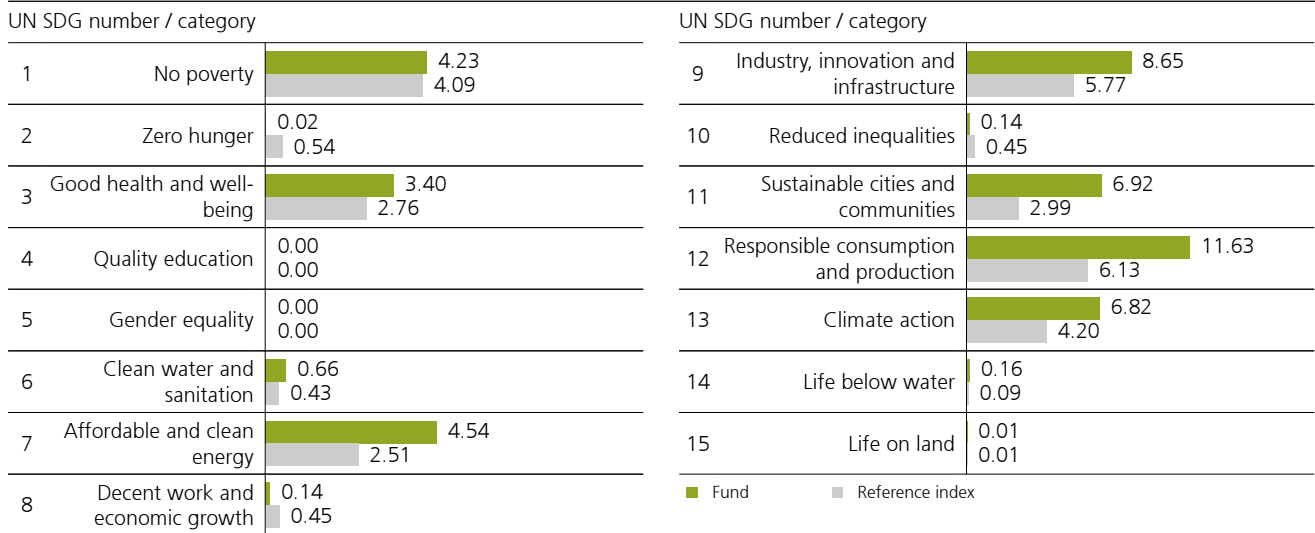 UN SDG number / category
1 No poverty 4.23
4.09
2 Zero hunger 0.02
0.54
3 Good health and well-
being 3.40
2.76
4 Quality education 0.00
0.00
5 Gender equality 0.00
0.00
6 Clean water and
sanitation 0.66
0.43
7 Affordable and clean
energy 4.54
2.51
8 Decent work and
economic growth 0.14
0.45
UN SDG number / category
9 Industry, innovation and
infrastructure 8.65
5.77
10 Reduced inequalities 0.14
0.45
11 Sustainable cities and
communities 6.92
2.99
12 Responsible consumption
and production 11.63
6.13
13 Climate action 6.82
4.20
14 Life below water 0.16
0.09
15 Life on land 0.01
0.01
Fund Reference index